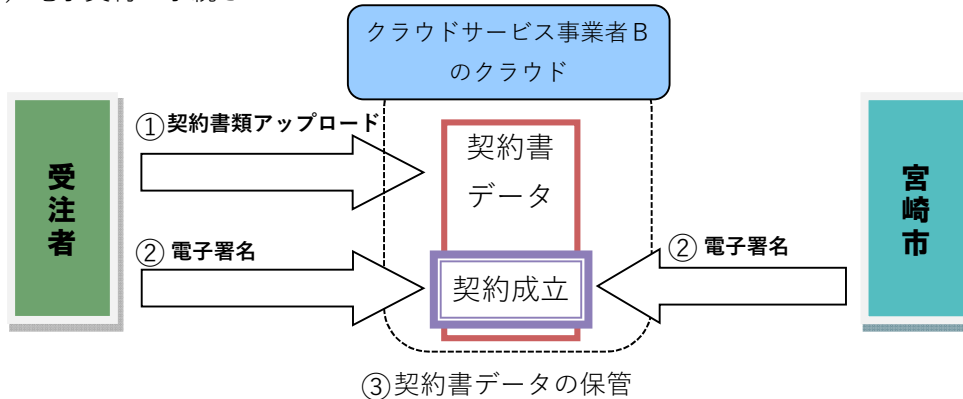 クラウドサービス事業者B
のクラウド
①契約書類アップロード
契約書
データ
受注者
宮崎市
②電子署名
②電子署名
契約成立
③契約書データの保管